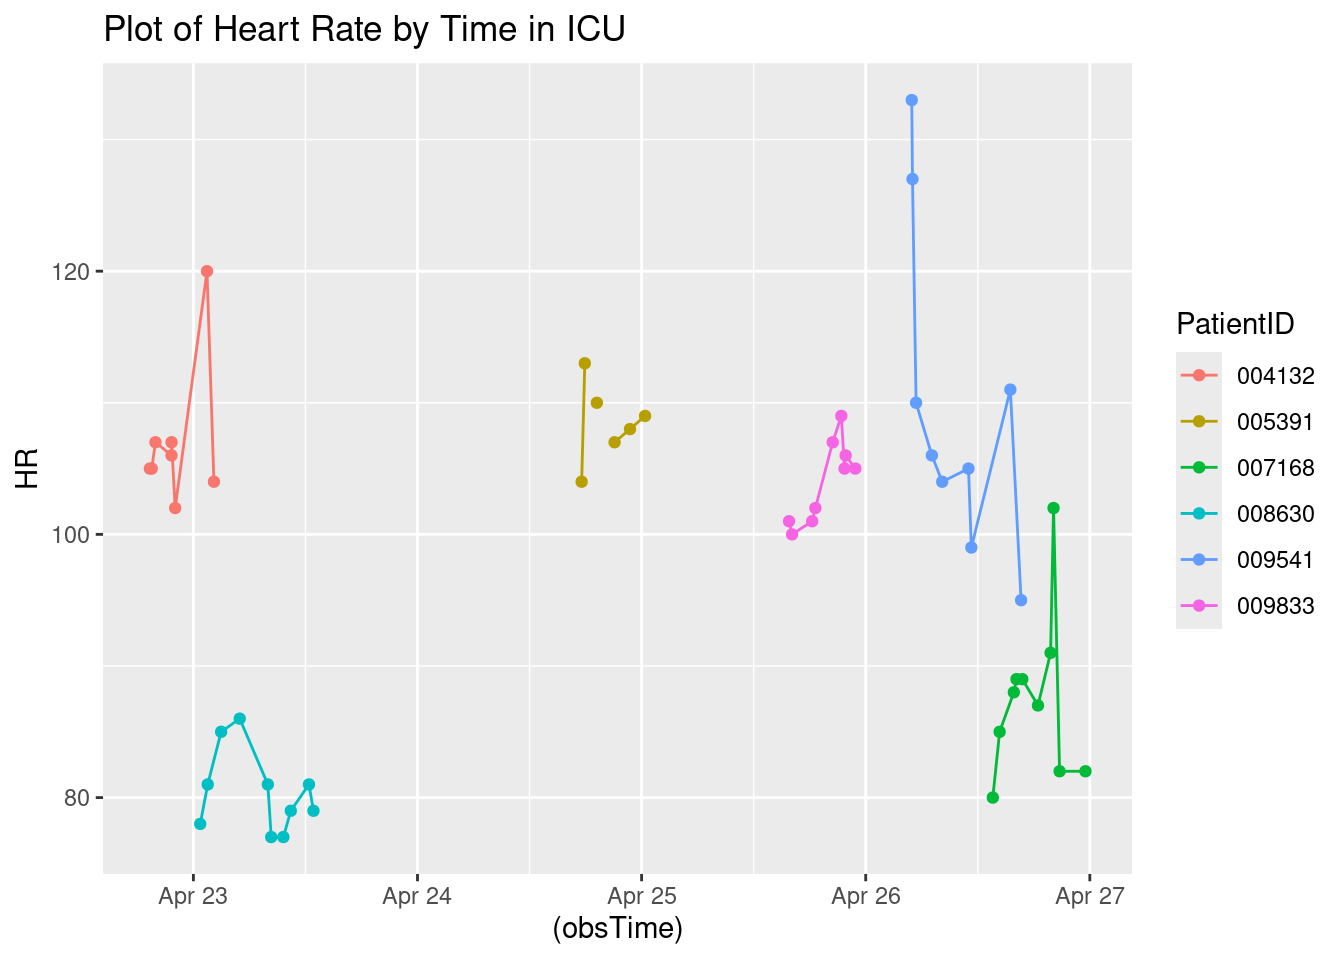 Plot of Heart Rate by Time in ICU
HR
120
100
80
Apr 23
Apr 24
Apr 25
Apr 26
Apr 27
(obsTime)
PatientID
004132
005391
007168
008630
009541
009833